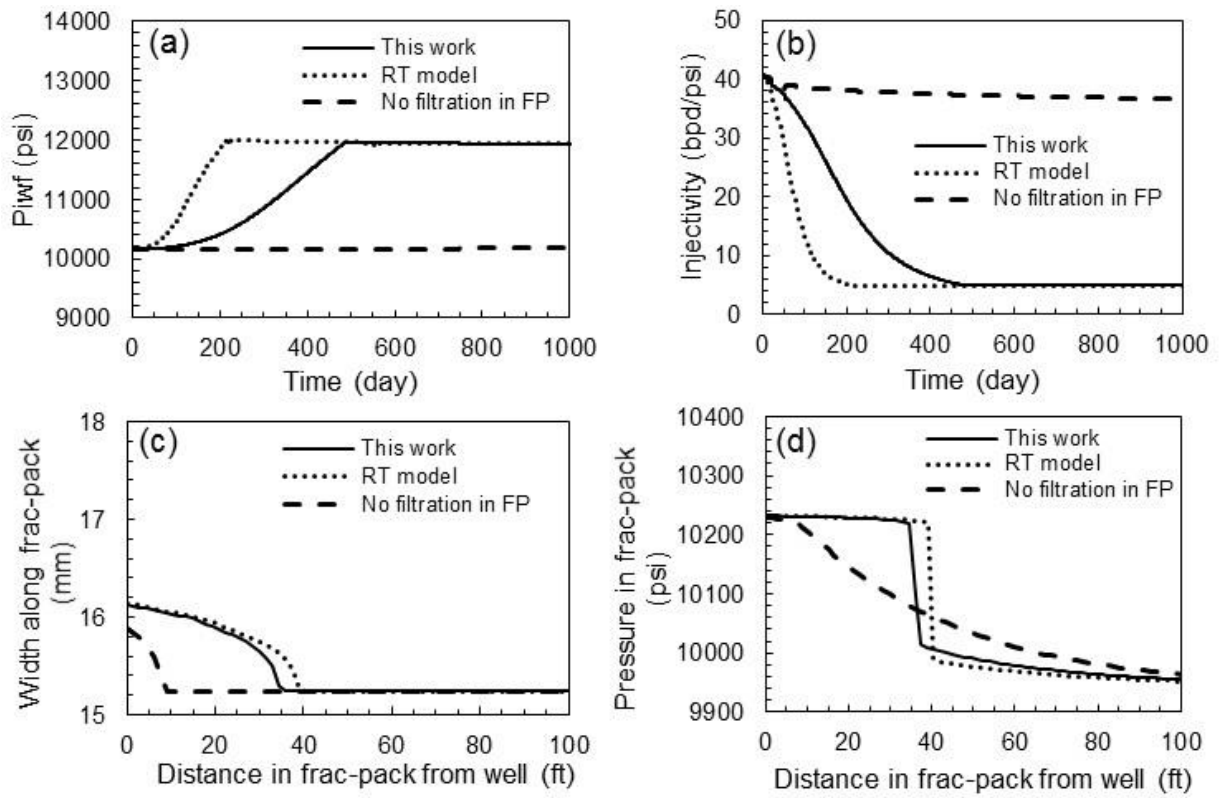 (a)
This work
RT model
No filtration in FP
Piwf (psi)
14000
13000
12000
11000
10000
9000
0 200 400 600 800 1000
Time (day)
(b)
This work
RT model
No filtration in FP
Injectivity (bpd/psi)
50
40
30
20
10
0
0 200 400 600 800 1000
Time (day)
(c)
This work
RT model
No filtration in FP
Width along frac-pack
(mm)
18
17
16
15
0 20 40 60 80 100
Distance in frac-pack from well (ft)
(d)
This work
RT model
No filtration in FP
Pressure in frac-pack
(psi)
10400
10300
10200
10100
10000
9900
0 20 40 60 80 100
Distance in frac-pack from well (ft)